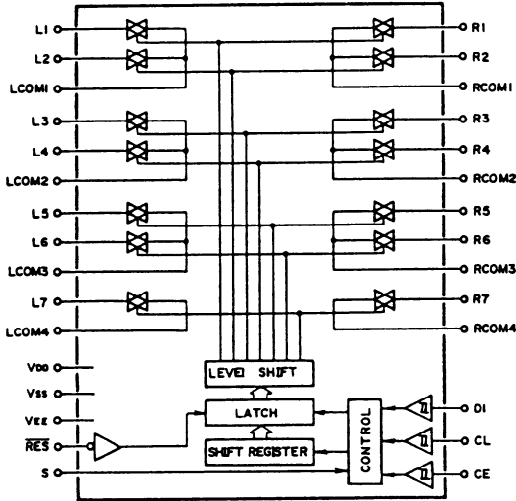 L1 R1
L2 R2
LCOM1 RCOM1
L3 R3
L4 R4
LCOM2 RCOM2
L5 R5
L6 R6
LCOM3 RCOM3
L7 R7
LCOM4 RCOM4
LEVEL SHIFT
VDD
VSS
LATCH
DI
VEE
RES
SHIFT REGISTER
CONTROL
CL
S
CE